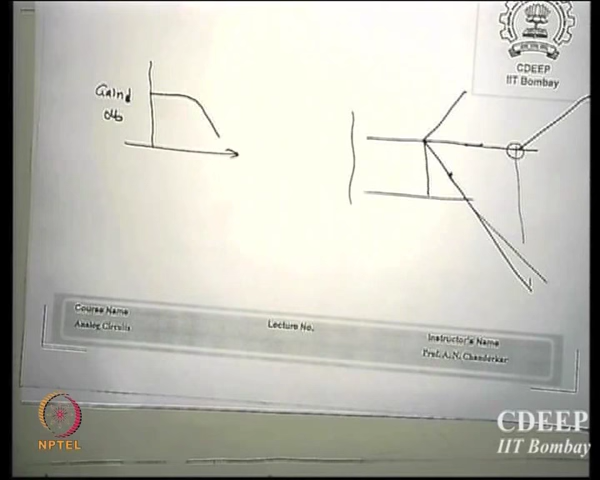 CDEEP
IIT Bombay
Gain
db
Course Name
Analog Circuits
Lecture No.
Instructor's Name
Prof. A. N. Chandorkar
NPTEL
CDEEP
IIT Bombay